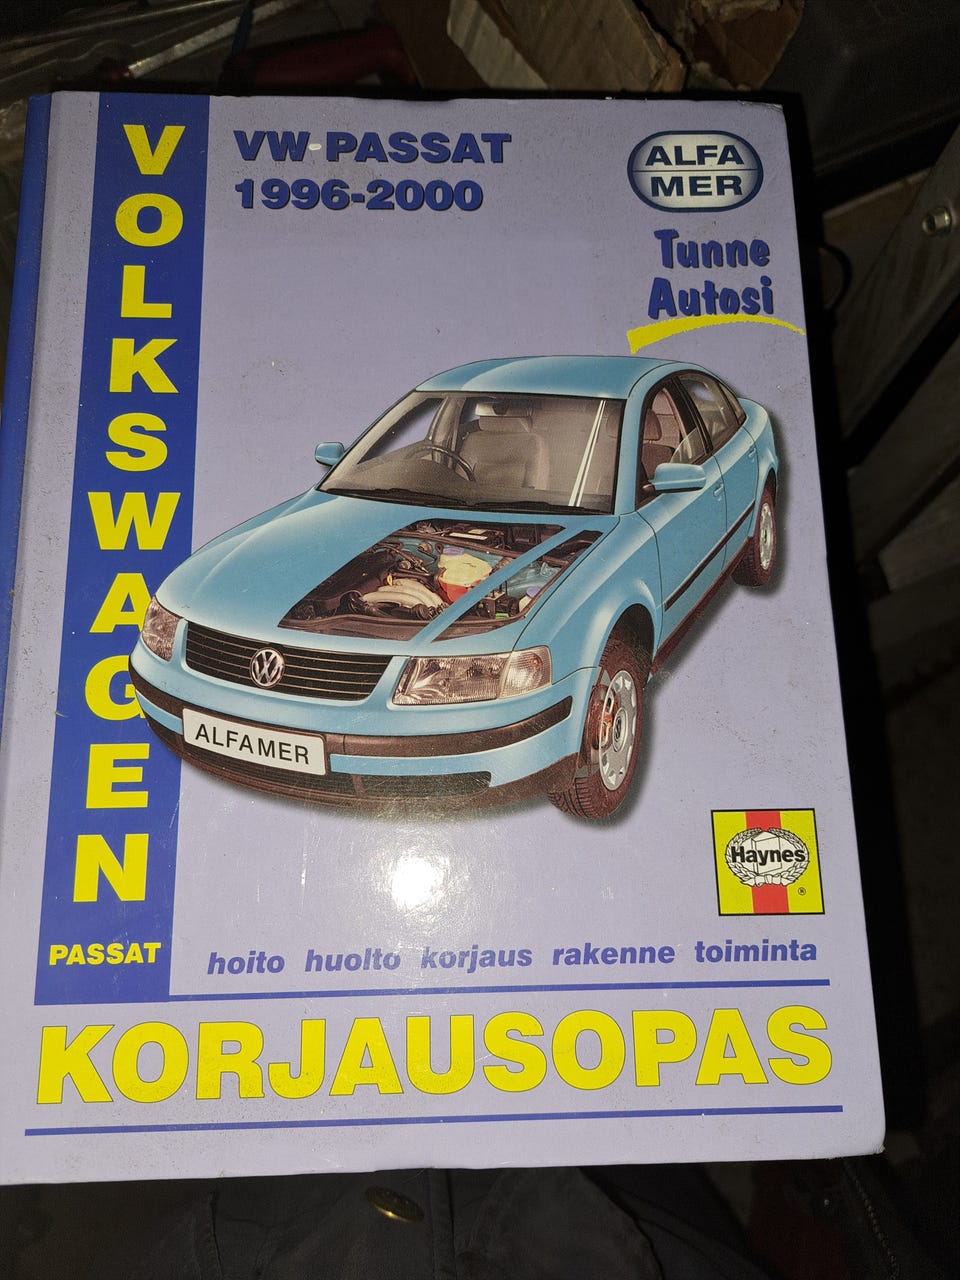 VOLKSWAGEN
PASSAT
VW-PASSAT
1996-2000
ALFA
MER
Tunne
Autosi
ALFAMER
Haynes
®
hoito huolto korjaus rakenne toiminta
KORJAUSOPAS